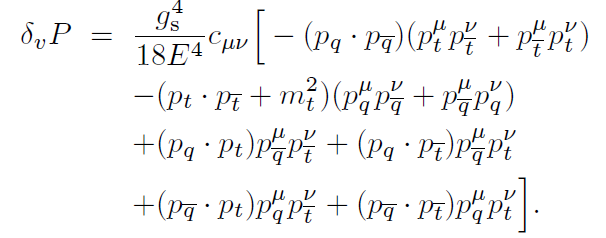 δ_v P = \frac{g_s^4}{18E^4} c_{μν} [ − (p_q · p_{\overline{q}})(p_t^μ p_{\overline{t}}^ν + p_{\overline{t}}^μ p_t^ν)
−(p_t · p_{\overline{t}} + m_t^2)(p_q^μ p_{\overline{q}}^ν + p_{\overline{q}}^μ p_q^ν)
+(p_q · p_t)p_{\overline{q}}^μ p_{\overline{t}}^ν + (p_q · p_{\overline{t}})p_{\overline{q}}^μ p_t^ν
+(p_{\overline{q}} · p_t)p_q^μ p_{\overline{t}}^ν + (p_{\overline{q}} · p_{\overline{t}})p_q^μ p_t^ν ].